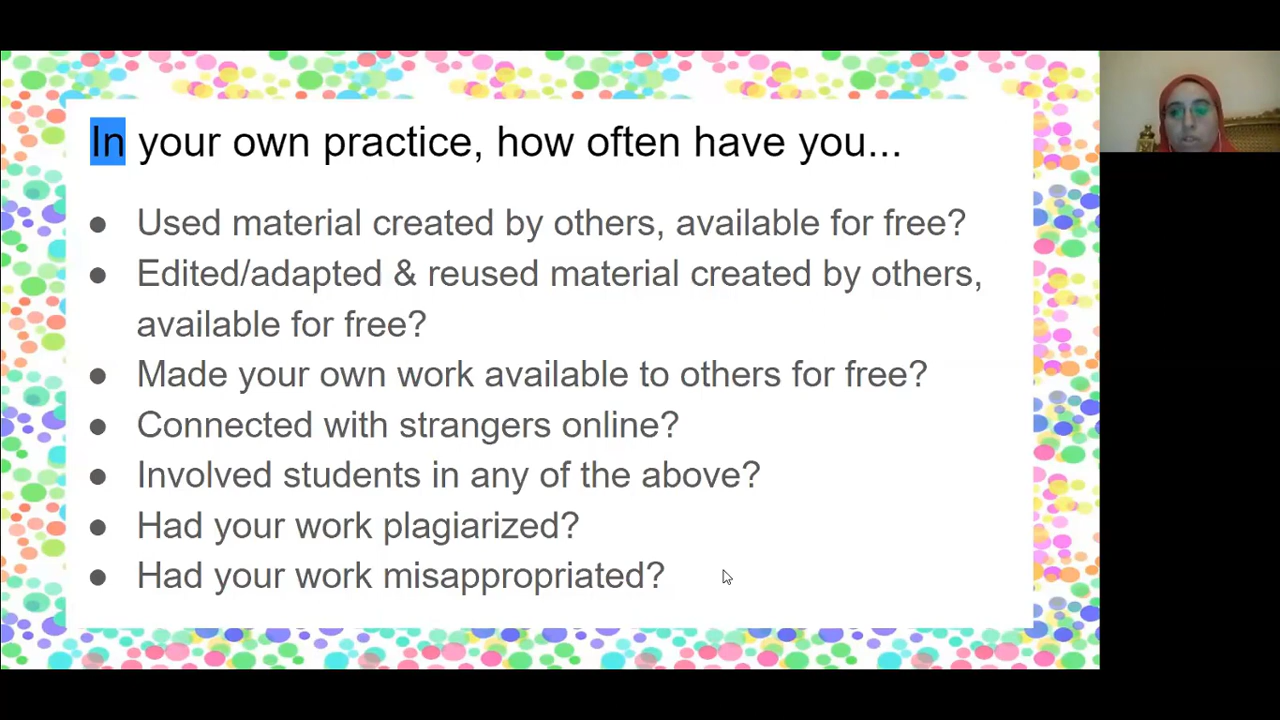 In your own practice, how often have you...
● Used material created by others, available for free?
● Edited/adapted & reused material created by others,
available for free?
● Made your own work available to others for free?
● Connected with strangers online?
● Involved students in any of the above?
● Had your work plagiarized?
● Had your work misappropriated?